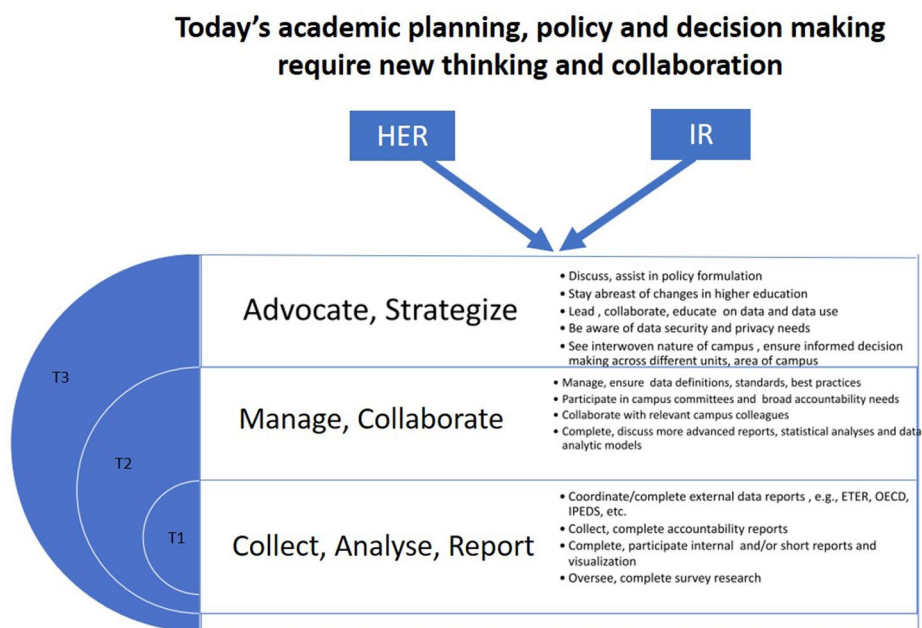 Today's academic planning, policy and decision making
require new thinking and collaboration
HER
IR
T3
Advocate, Strategize
• Discuss, assist in policy formulation
• Stay abreast of changes in higher education
• Lead , collaborate, educate on data and data use
• Be aware of data security and privacy needs
• See interwoven nature of campus , ensure informed decision
making across different units, area of campus
T2
Manage, Collaborate
• Manage, ensure data definitions, standards, best practices
• Participate in campus committees and broad accountability needs
• Collaborate with relevant campus colleagues
• Complete, discuss more advanced reports, statistical analyses and data
analytic models
T1
Collect, Analyse, Report
• Coordinate/complete external data reports , e.g., ETER, OECD,
IPEDS, etc.
• Collect, complete accountability reports
• Complete, participate internal and/or short reports and
visualization
• Oversee, complete survey research